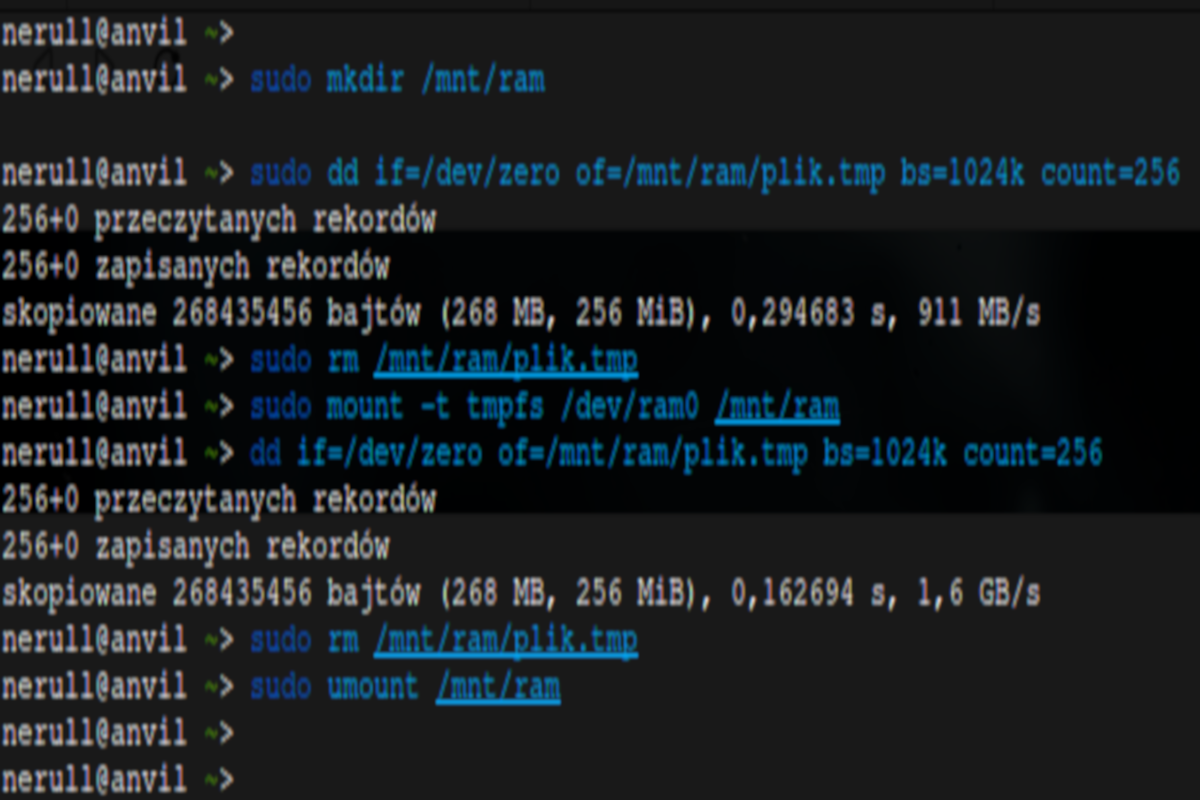 nerull@anvil ~>
nerull@anvil ~> sudo mkdir /mnt/ram
nerull@anvil ~> sudo dd if=/dev/zero of=/mnt/ram/plik.tmp bs=1024k count=256
256+0 przeczytanych rekordów
256+0 zapisanych rekordów
skopiowane 268435456 bajtów (268 MB, 256 MiB), 0,294683 s, 911 MB/s
nerull@anvil ~> sudo rm /mnt/ram/plik.tmp
nerull@anvil ~> sudo mount -t tmpfs /dev/ram0 /mnt/ram
nerull@anvil ~> dd if=/dev/zero of=/mnt/ram/plik.tmp bs=1024k count=256
256+0 przeczytanych rekordów
256+0 zapisanych rekordów
skopiowane 268435456 bajtów (268 MB, 256 MiB), 0,162694 s, 1,6 GB/s
nerull@anvil ~> sudo rm /mnt/ram/plik.tmp
nerull@anvil ~> sudo umount /mnt/ram
nerull@anvil ~>
nerull@anvil ~>